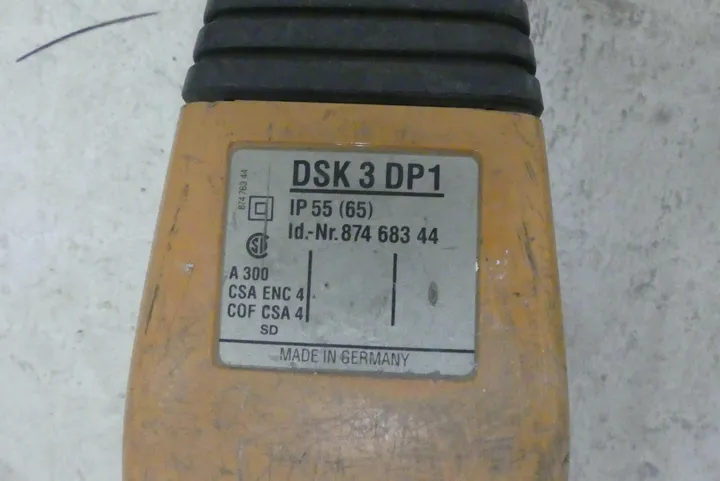 DSK 3 DP1
IP 55 (65)
Id.-Nr. 874 683 44
874 763 44
A 300
CSA ENC 4
COF CSA 4
SD
MADE IN GERMANY